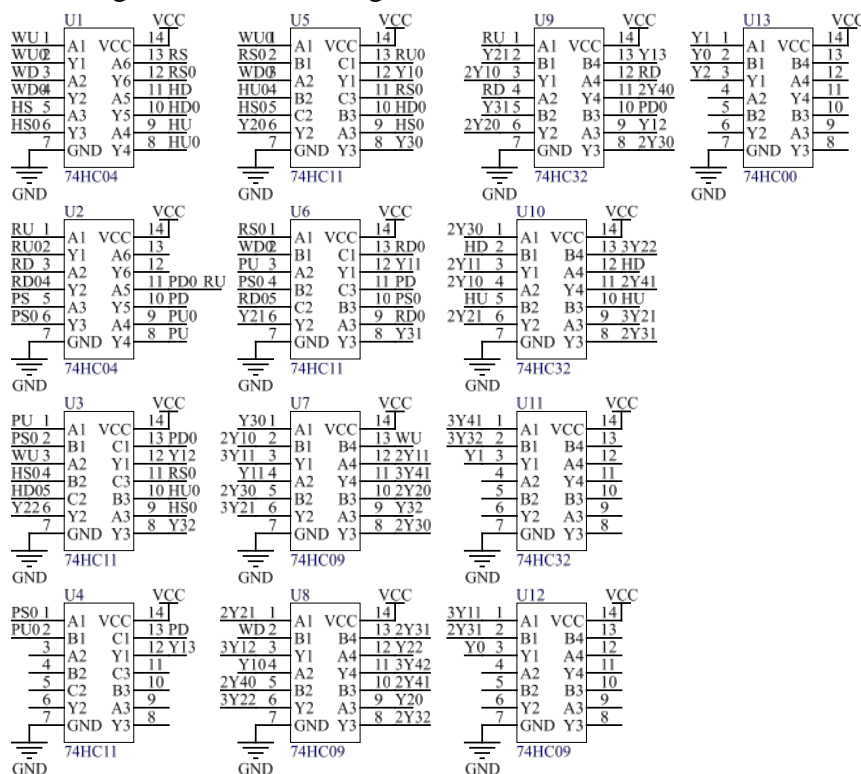 U1 VCC
WU 1 A1 VCC 14
WU0 2 Y1 A6 13 RS
WD 3 A2 Y6 12 RS0
WD0 4 Y2 A5 11 HD
HS 5 A3 Y5 10 HD0
HS0 6 Y3 A4 9 HU
7 GND Y4 8 HU0
GND 74HC04
U5 VCC
WU0 1 A1 VCC 14
RS0 2 B1 C1 13 RU0
WD0 3 A2 Y1 12 Y10
HU0 4 B2 C3 11 RS0
HS0 5 C2 B3 10 HD0
Y20 6 Y2 A3 9 HS0
7 GND Y3 8 Y30
GND 74HC11
U9 VCC
RU 1 A1 VCC 14
Y21 2 B1 B4 13 Y13
2Y10 3 Y1 A4 12 RD
RD 4 A2 Y4 11 2Y40
Y31 5 B2 B3 10 PD0
2Y20 6 Y2 A3 9 Y12
7 GND Y3 8 2Y30
GND 74HC32
U13 VCC
Y1 1 A1 VCC 14
Y0 2 B1 B4 13
Y2 3 Y1 A4 12
4 A2 Y4 11
5 B2 B3 10
6 Y2 A3 9
7 GND Y3 8
GND 74HC00
U2 VCC
RU 1 A1 VCC 14
RU0 2 Y1 A6 13
RD 3 A2 Y6 12
RD0 4 Y2 A5 11 PD0 RU
PS 5 A3 Y5 10 PD
PS0 6 Y3 A4 9 PU0
7 GND Y4 8 PU
GND 74HC04
U6 VCC
RS0 1 A1 VCC 14
WD0 2 B1 C1 13 RD0
PU 3 A2 Y1 12 Y11
PS0 4 B2 C3 11 PD
RD0 5 C2 B3 10 PS0
Y21 6 Y2 A3 9 RD0
7 GND Y3 8 Y31
GND 74HC11
U10 VCC
2Y30 1 A1 VCC 14
HD 2 B1 B4 13 3Y22
2Y11 3 Y1 A4 12 HD
2Y10 4 A2 Y4 11 2Y41
HU 5 B2 B3 10 HU
2Y21 6 Y2 A3 9 3Y21
7 GND Y3 8 2Y31
GND 74HC32
U3 VCC
PU 1 A1 VCC 14
PS0 2 B1 C1 13 PD0
WU 3 A2 Y1 12 Y12
HS0 4 B2 C3 11 RS0
HD0 5 C2 B3 10 HU0
Y22 6 Y2 A3 9 HS0
7 GND Y3 8 Y32
GND 74HC11
U7 VCC
Y30 1 A1 VCC 14
2Y10 2 B1 B4 13 WU
3Y11 3 Y1 A4 12 2Y11
Y11 4 A2 Y4 11 3Y41
2Y30 5 B2 B3 10 2Y20
3Y21 6 Y2 A3 9 Y32
7 GND Y3 8 2Y30
GND 74HC09
U11 VCC
3Y41 1 A1 VCC 14
3Y32 2 B1 B4 13
Y1 3 Y1 A4 12
4 A2 Y4 11
5 B2 B3 10
6 Y2 A3 9
7 GND Y3 8
GND 74HC32
U4 VCC
PS0 1 A1 VCC 14
PU0 2 B1 C1 13 PD
3 A2 Y1 12 Y13
4 B2 C3 11
5 C2 B3 10
6 Y2 A3 9
7 GND Y3 8
GND 74HC11
U8 VCC
2Y21 1 A1 VCC 14
WD 2 B1 B4 13 2Y31
3Y12 3 Y1 A4 12 Y22
Y10 4 A2 Y4 11 3Y42
2Y40 5 B2 B3 10 2Y41
3Y22 6 Y2 A3 9 Y20
7 GND Y3 8 2Y32
GND 74HC09
U12 VCC
3Y11 1 A1 VCC 14
2Y31 2 B1 B4 13
Y0 3 Y1 A4 12
4 A2 Y4 11
5 B2 B3 10
6 Y2 A3 9
7 GND Y3 8
GND 74HC09